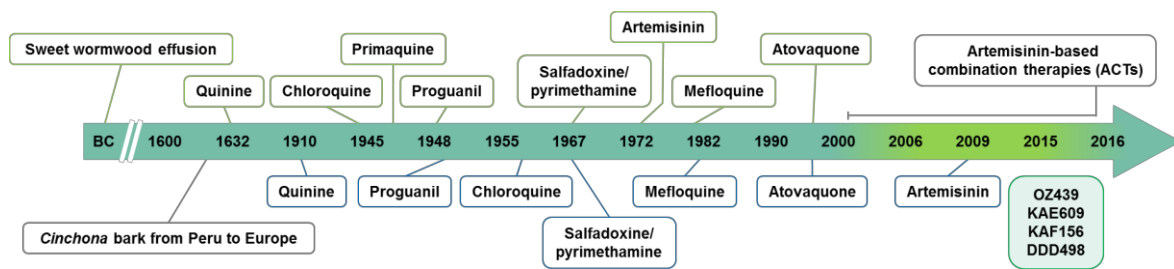 Sweet wormwood effusion
Quinine
Chloroquine
Primaquine
Proguanil
Salfadoxine/
pyrimethamine
Artemisinin
Mefloquine
Atovaquone
Artemisinin-based
combination therapies (ACTs)
BC 1600 1632 1910 1945 1948 1955 1967 1972 1982 1990 2000 2006 2009 2015 2016
Cinchona bark from Peru to Europe
Quinine
Proguanil
Chloroquine
Salfadoxine/
pyrimethamine
Mefloquine
Atovaquone
Artemisinin
OZ439
KAE609
KAF156
DDD498